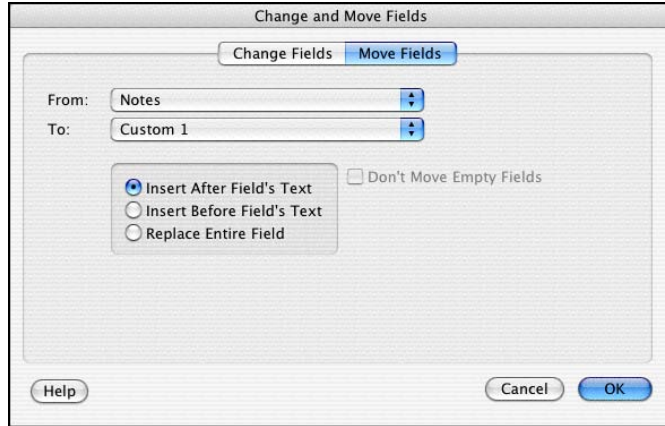 Change and Move Fields
Change Fields Move Fields
From: Notes
To: Custom 1
Insert After Field's Text
Don't Move Empty Fields
Insert Before Field's Text
Replace Entire Field
Help Cancel OK